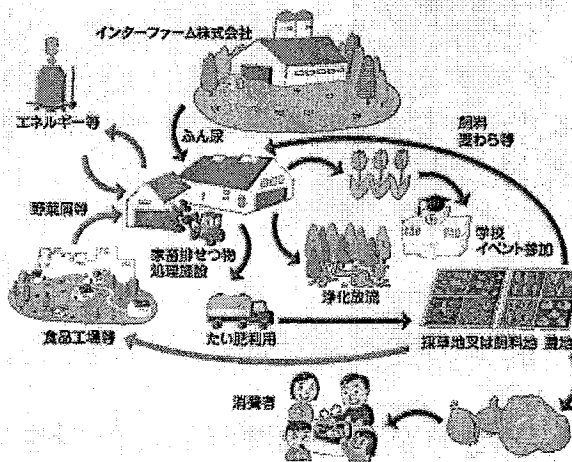 インターファーム株式会社
エネルギー等
ふん尿
飼料
麦わら等
野菜屑等
家畜排せつ物
処理施設
学校
イベント参加
浄化放流
食品工場等
たい肥利用
採草地又は飼料地 農地
消費者